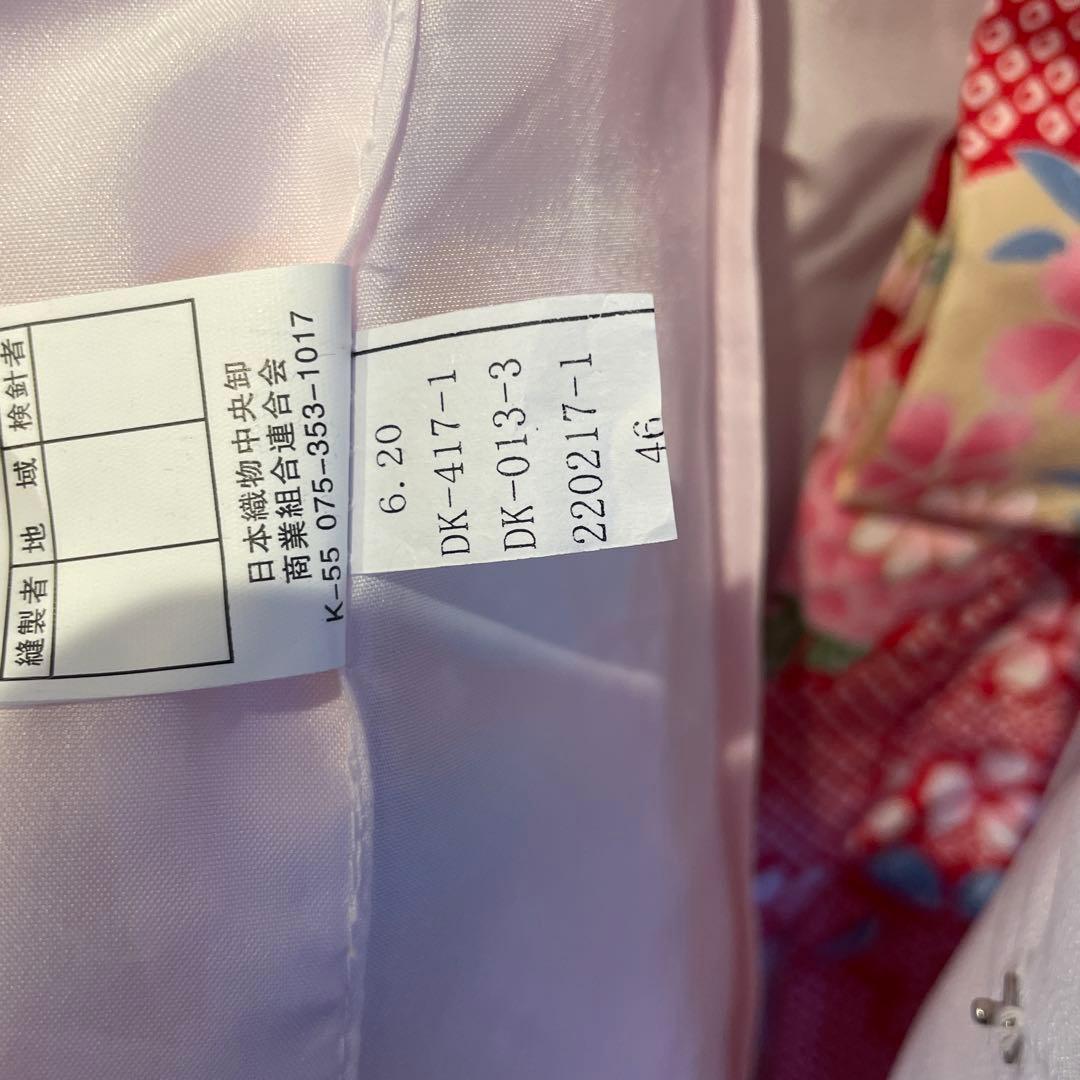 縫製者 地域 検針者
日本織物中央卸
商業組合連合会
K-55 075-353-1017
6.20
DK-417-1
DK-013-3
220217-1
46